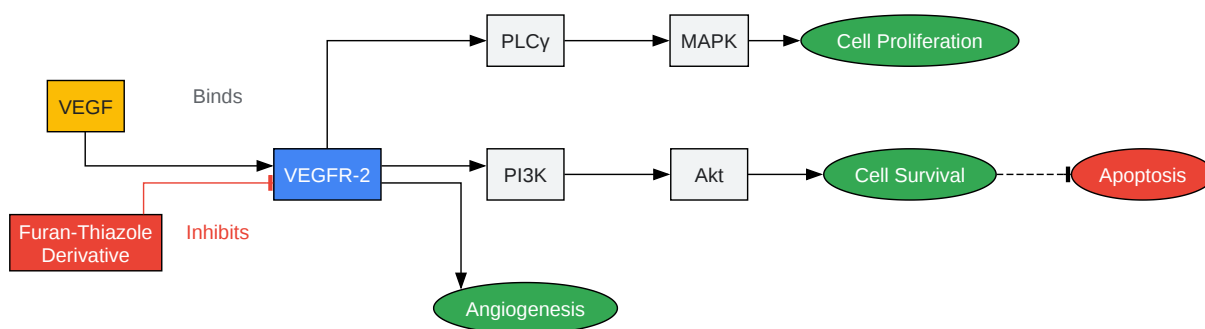 PLCγ
MAPK
Cell Proliferation
VEGF
Binds
VEGFR-2
PI3K
Akt
Cell Survival
Apoptosis
Furan-Thiazole
Derivative
Inhibits
Angiogenesis